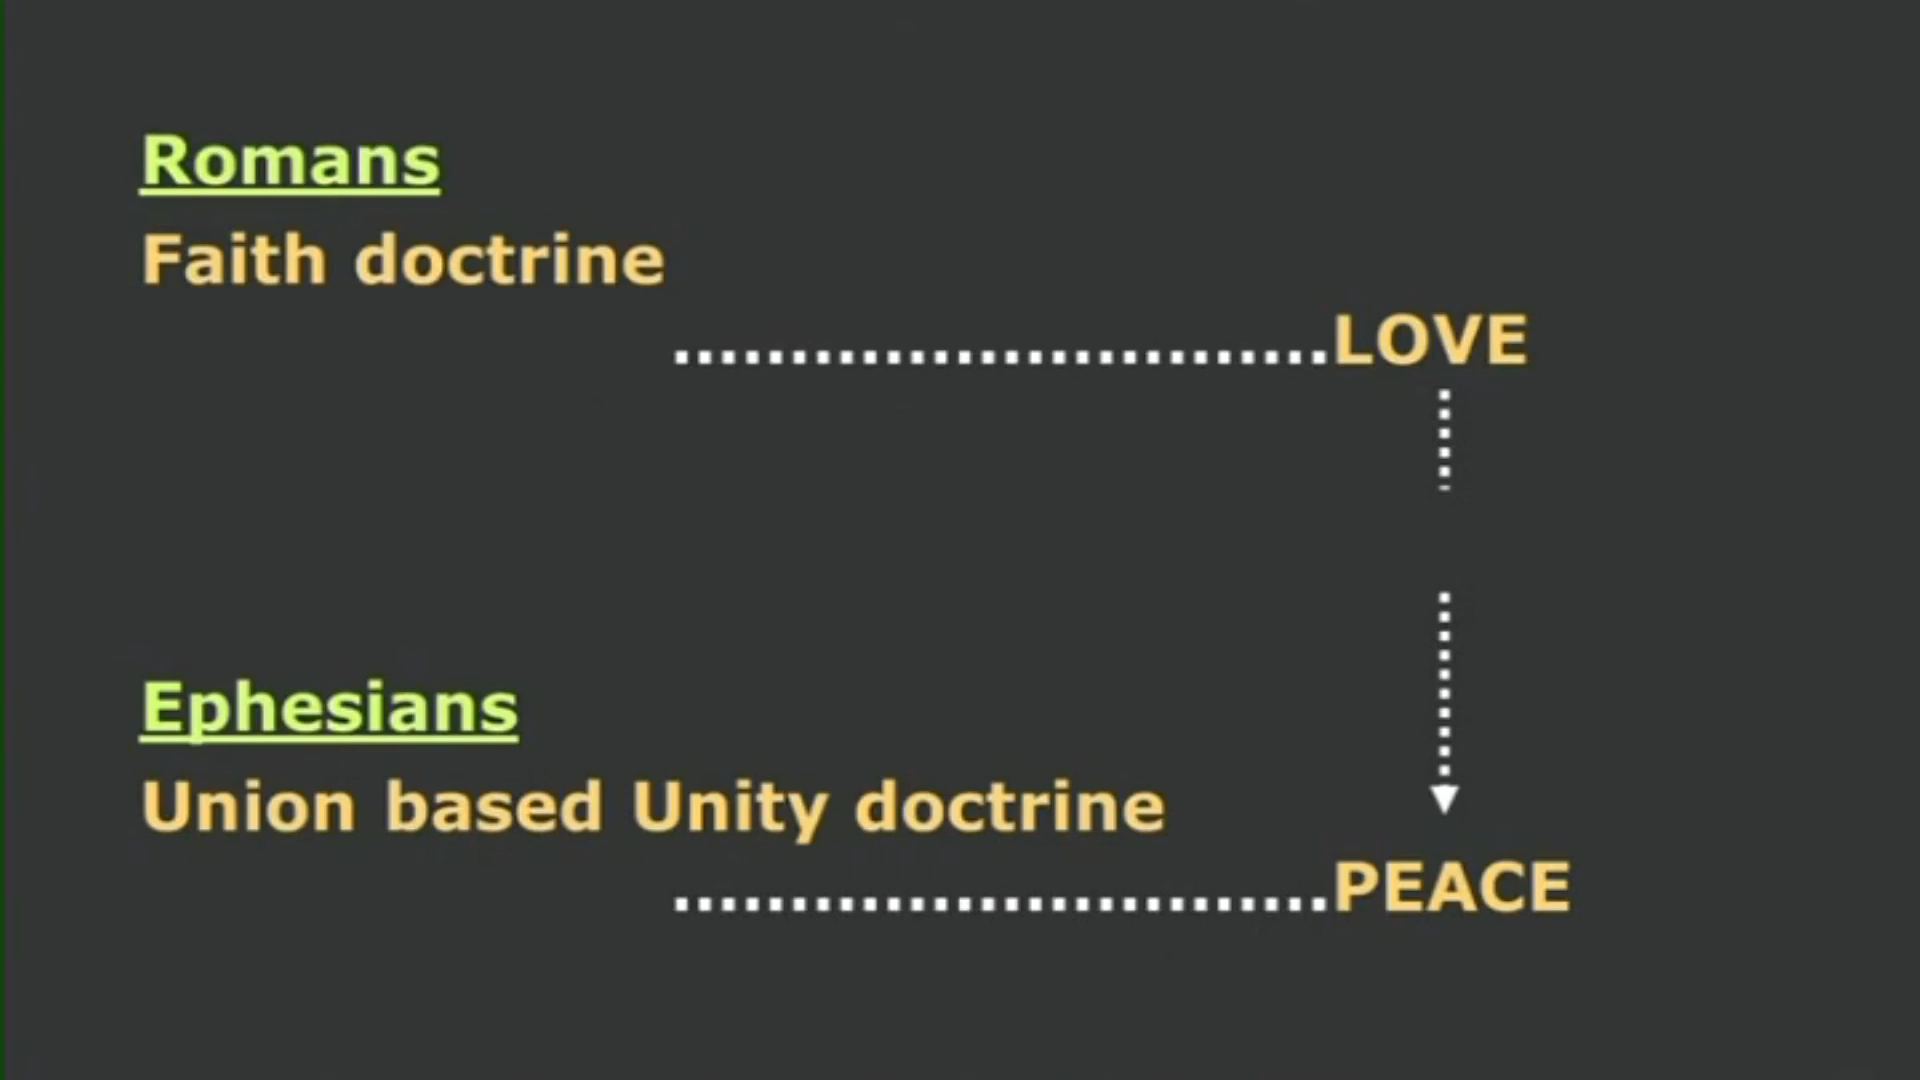 Romans
Faith doctrine
............................LOVE
Ephesians
Union based Unity doctrine
............................PEACE